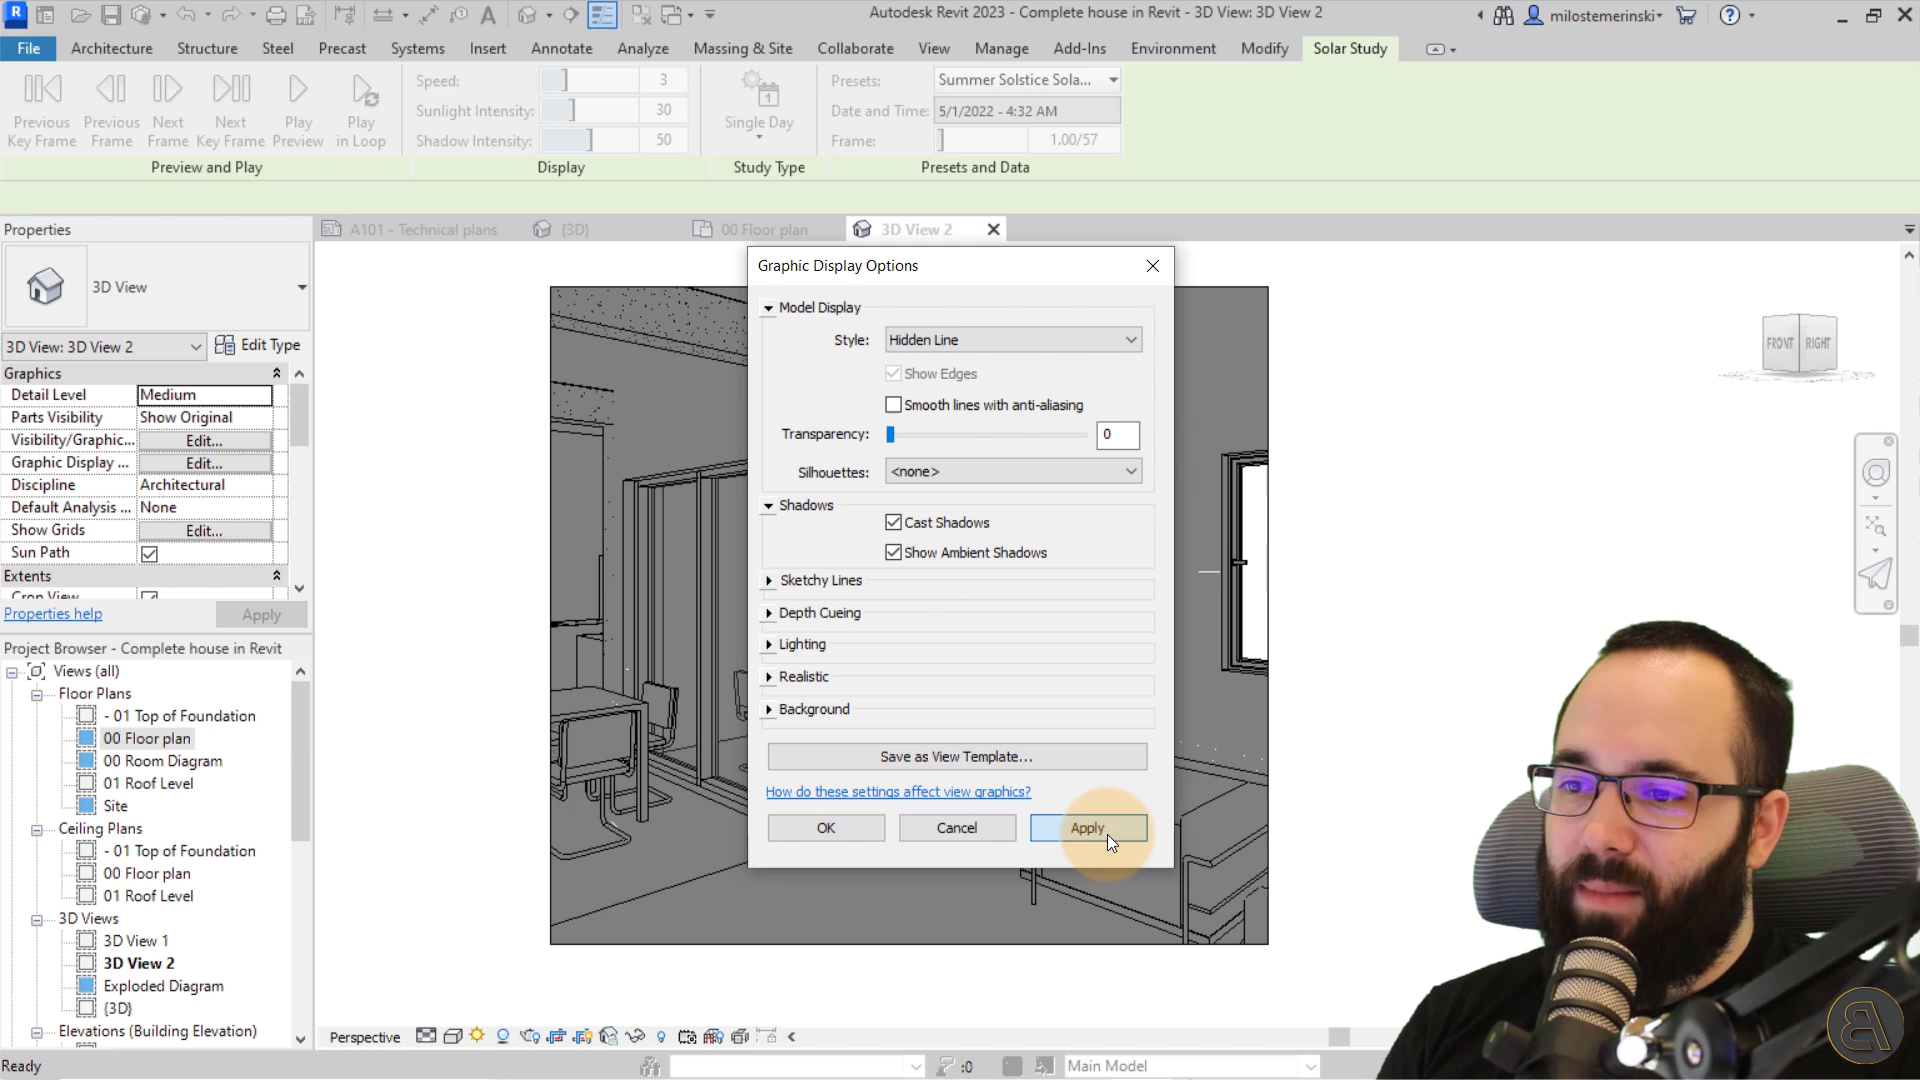 R
Autodesk Revit 2023 - Complete house in Revit - 3D View: 3D View 2
milostemerinski
File Architecture Structure Steel Precast Systems Insert Annotate Analyze Massing & Site Collaborate View Manage Add-Ins Environment Modify Solar Study
Previous Key Frame
Previous Frame
Next Frame
Next Key Frame
Play Preview
Play in Loop
Preview and Play
Speed: 3
Sunlight Intensity: 30
Shadow Intensity: 50
Display
1
Single Day
Study Type
Presets: Summer Solstice Sola...
Date and Time: 5/1/2022 - 4:32 AM
Frame: 1.00/57
Presets and Data
Properties
A101 - Technical plans
{3D}
00 Floor plan
3D View 2
3D View
3D View: 3D View 2
Edit Type
Graphics
Detail Level Medium
Parts Visibility Show Original
Visibility/Graphic... Edit...
Graphic Display ... Edit...
Discipline Architectural
Default Analysis ... None
Show Grids Edit...
Sun Path
Extents
Crop View
Properties help
Apply
Project Browser - Complete house in Revit
Views (all)
Floor Plans
- 01 Top of Foundation
00 Floor plan
00 Room Diagram
01 Roof Level
Site
Ceiling Plans
- 01 Top of Foundation
00 Floor plan
01 Roof Level
3D Views
3D View 1
3D View 2
Exploded Diagram
{3D}
Elevations (Building Elevation)
Graphic Display Options
Model Display
Style: Hidden Line
Show Edges
Smooth lines with anti-aliasing
Transparency: 0
Silhouettes: <none>
Shadows
Cast Shadows
Show Ambient Shadows
Sketchy Lines
Depth Cueing
Lighting
Realistic
Background
Save as View Template...
How do these settings affect view graphics?
OK
Cancel
Apply
FRONT
RIGHT
Perspective
Ready
:0
Main Model